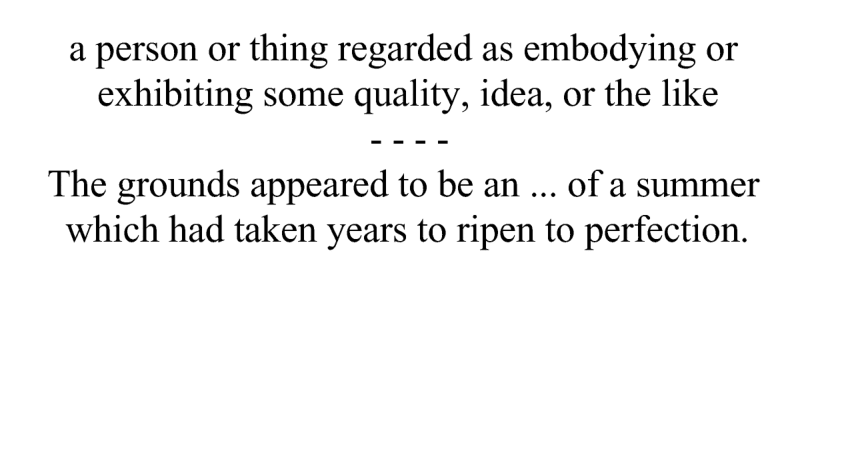 a person or thing regarded as embodying or
exhibiting some quality, idea, or the like
- - - -
The grounds appeared to be an ... of a summer
which had taken years to ripen to perfection.